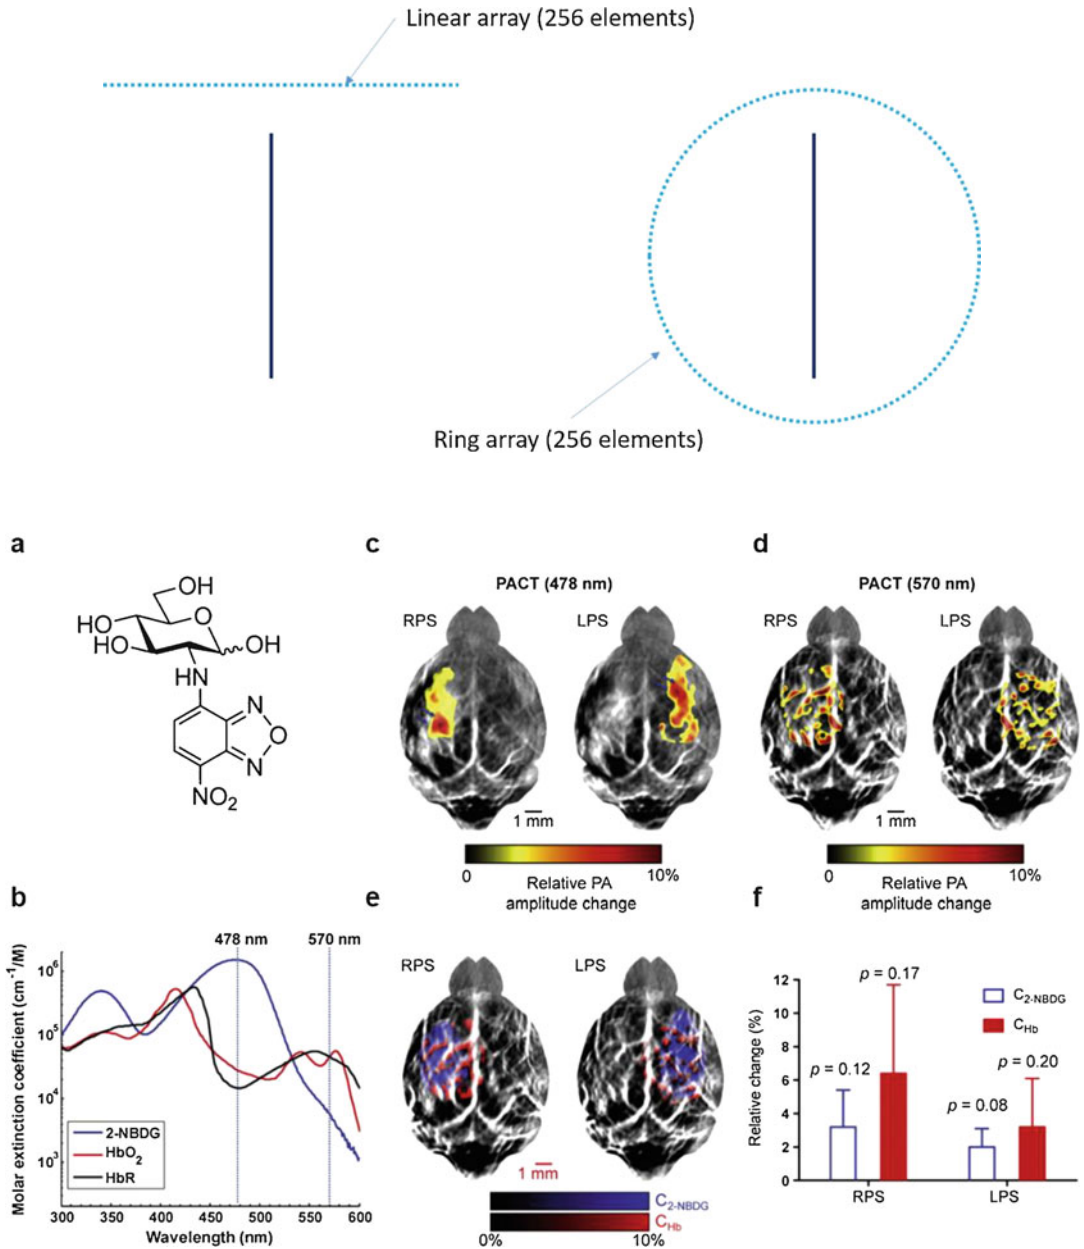 Linear array (256 elements)
Ring array (256 elements)
a
OH
HO
O
HO
OH
HN
N
O
N
NO2
b
478 nm
570 nm
Molar extinction coefficient (cm⁻¹/M)
10⁶
10⁵
10⁴
10³
2-NBDG
HbO2
HbR
300
350
400
450
500
550
600
Wavelength (nm)
c
PACT (478 nm)
RPS
LPS
1 mm
0
10%
Relative PA
amplitude change
d
PACT (570 nm)
RPS
LPS
1 mm
0
10%
Relative PA
amplitude change
e
RPS
LPS
1 mm
C2-NBDG
CHb
0%
10%
f
Relative change (%)
12
10
8
6
4
2
0
p = 0.12
p = 0.17
p = 0.08
p = 0.20
C2-NBDG
CHb
RPS
LPS